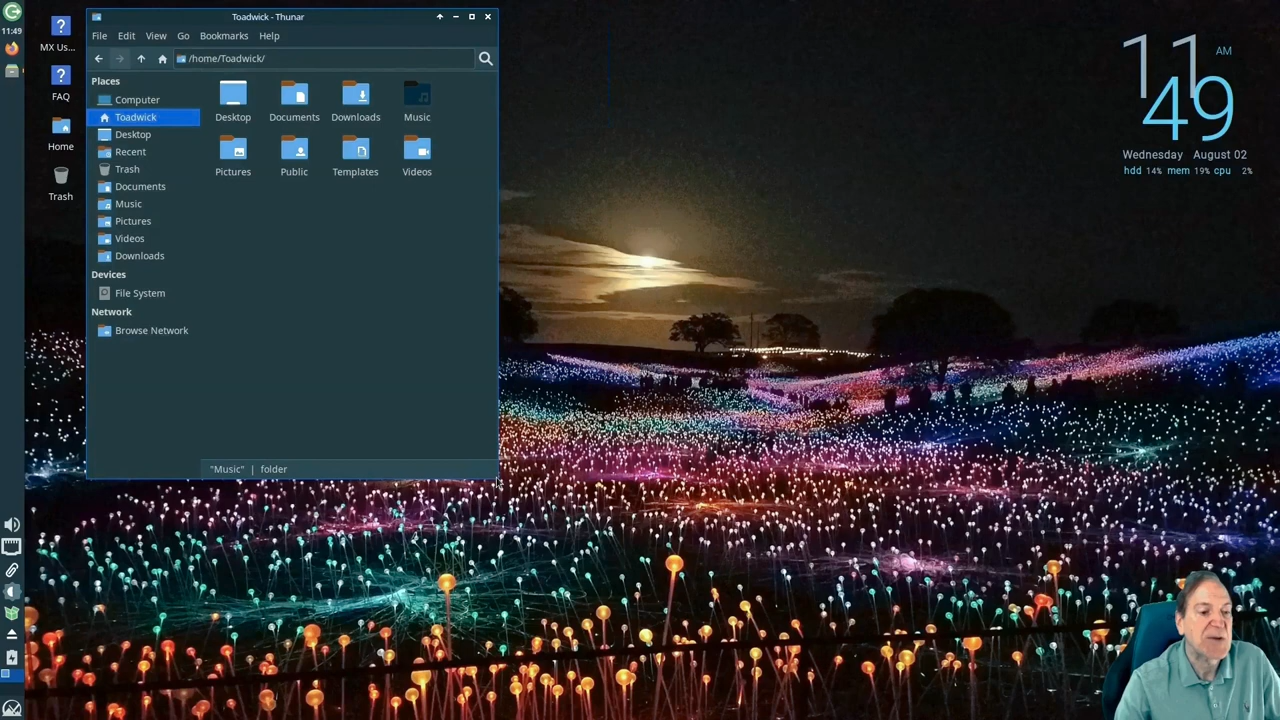 11:49
MX Us...
FAQ
Home
Trash
Toadwick - Thunar
File Edit View Go Bookmarks Help
/home/Toadwick/
Places
Computer
Toadwick
Desktop
Recent
Trash
Documents
Music
Pictures
Videos
Downloads
Devices
File System
Network
Browse Network
Desktop Documents Downloads Music
Pictures Public Templates Videos
"Music" | folder
11 AM
49
Wednesday August 02
hdd 14% mem 19% cpu 2%